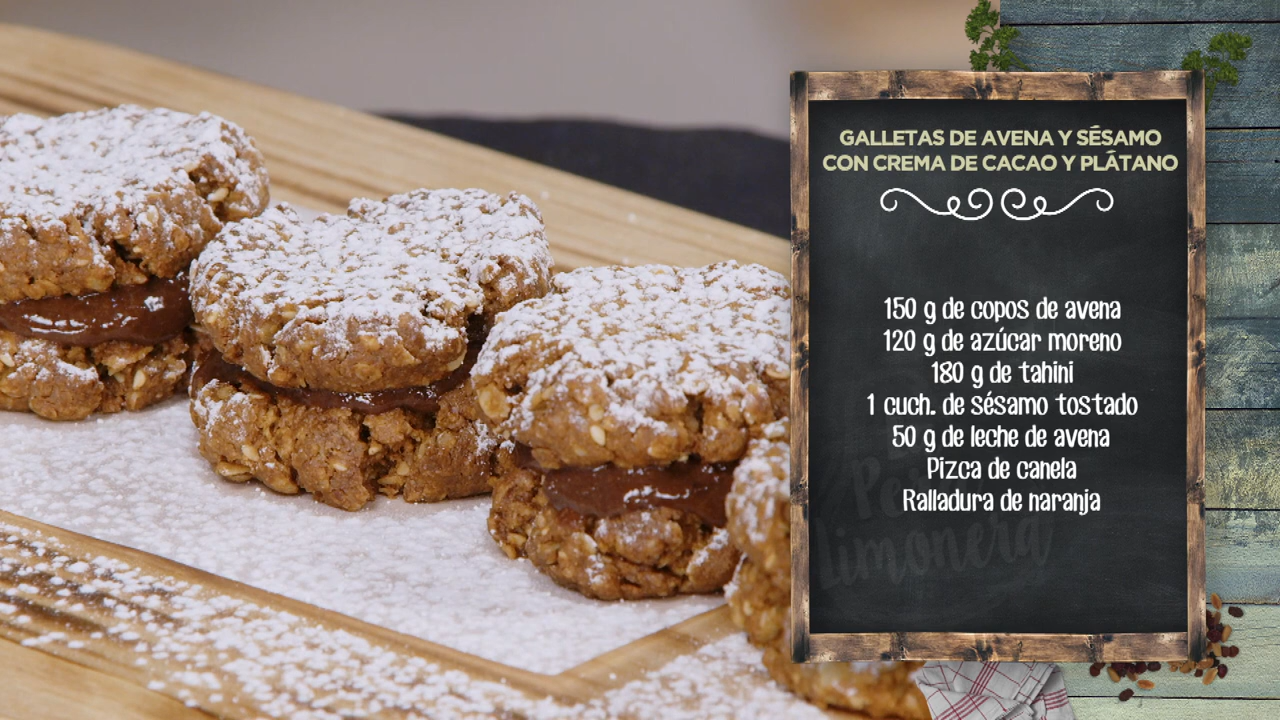 GALLETAS DE AVENA Y SÉSAMO
CON CREMA DE CACAO Y PLÁTANO
150 g de copos de avena
120 g de azúcar moreno
180 g de tahini
1 cuch. de sésamo tostado
50 g de leche de avena
Pizca de canela
Ralladura de naranja
limonera